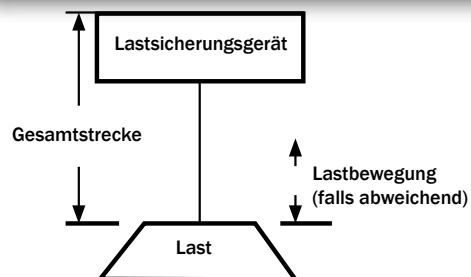 Lastsicherungsgerät
Gesamtstrecke
Lastbewegung
(falls abweichend)
Last